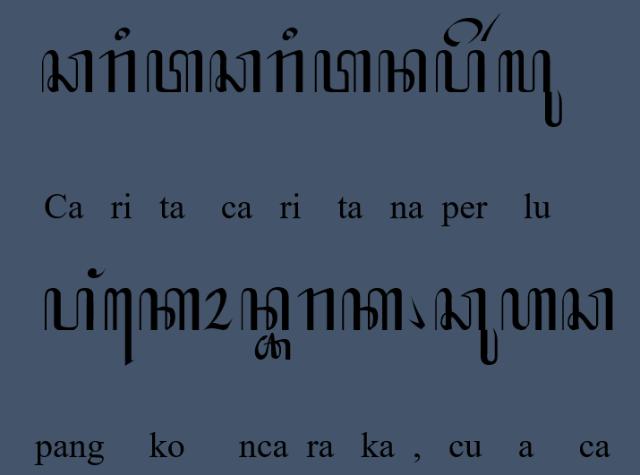 ꦕꦫꦶꦠꦕꦫꦶꦠꦤꦥꦼꦂꦭꦸ
Ca ri ta ca ri ta na per lu
ꦥꦁꦏꦺꦴꦚ꧀ꦕꦫꦏ꧈ꦕꦸꦲꦕ
pang ko nca ra ka , cu a ca